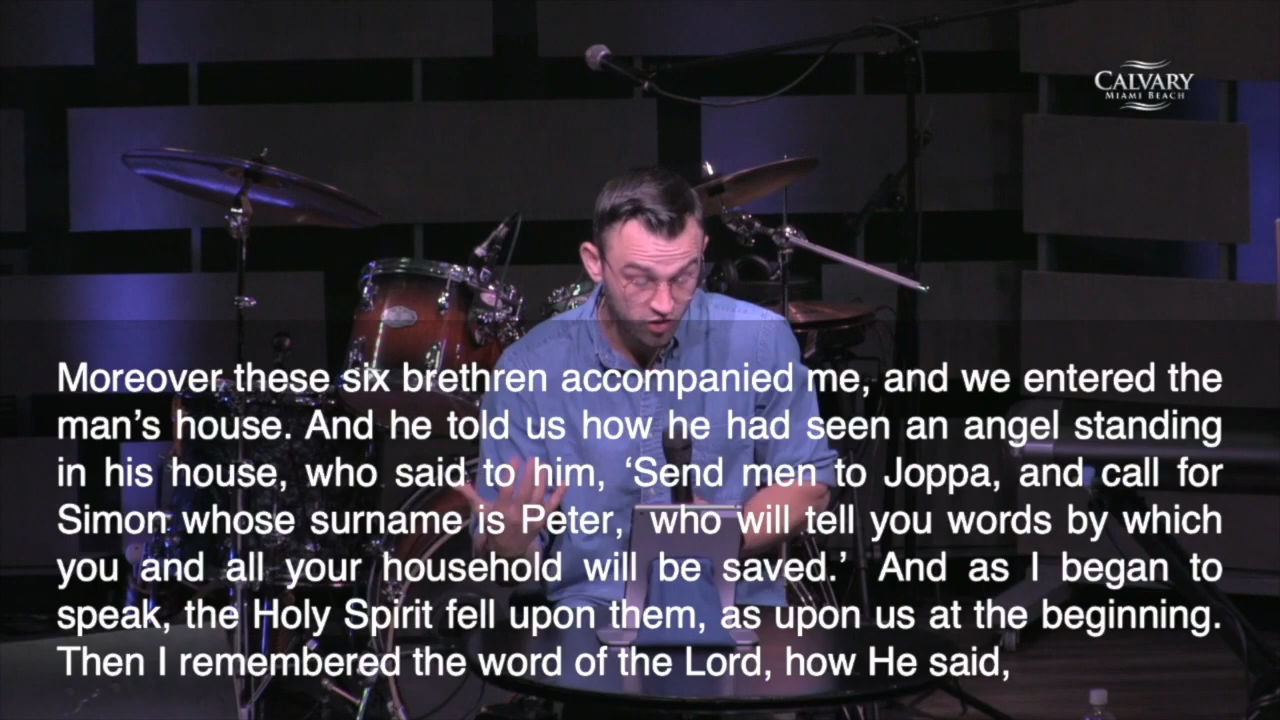 CALVARY
MIAMI BEACH
Moreover these six brethren accompanied me, and we entered the
man’s house. And he told us how he had seen an angel standing
in his house, who said to him, ‘Send men to Joppa, and call for
Simon whose surname is Peter, who will tell you words by which
you and all your household will be saved.’ And as I began to
speak, the Holy Spirit fell upon them, as upon us at the beginning.
Then I remembered the word of the Lord, how He said,